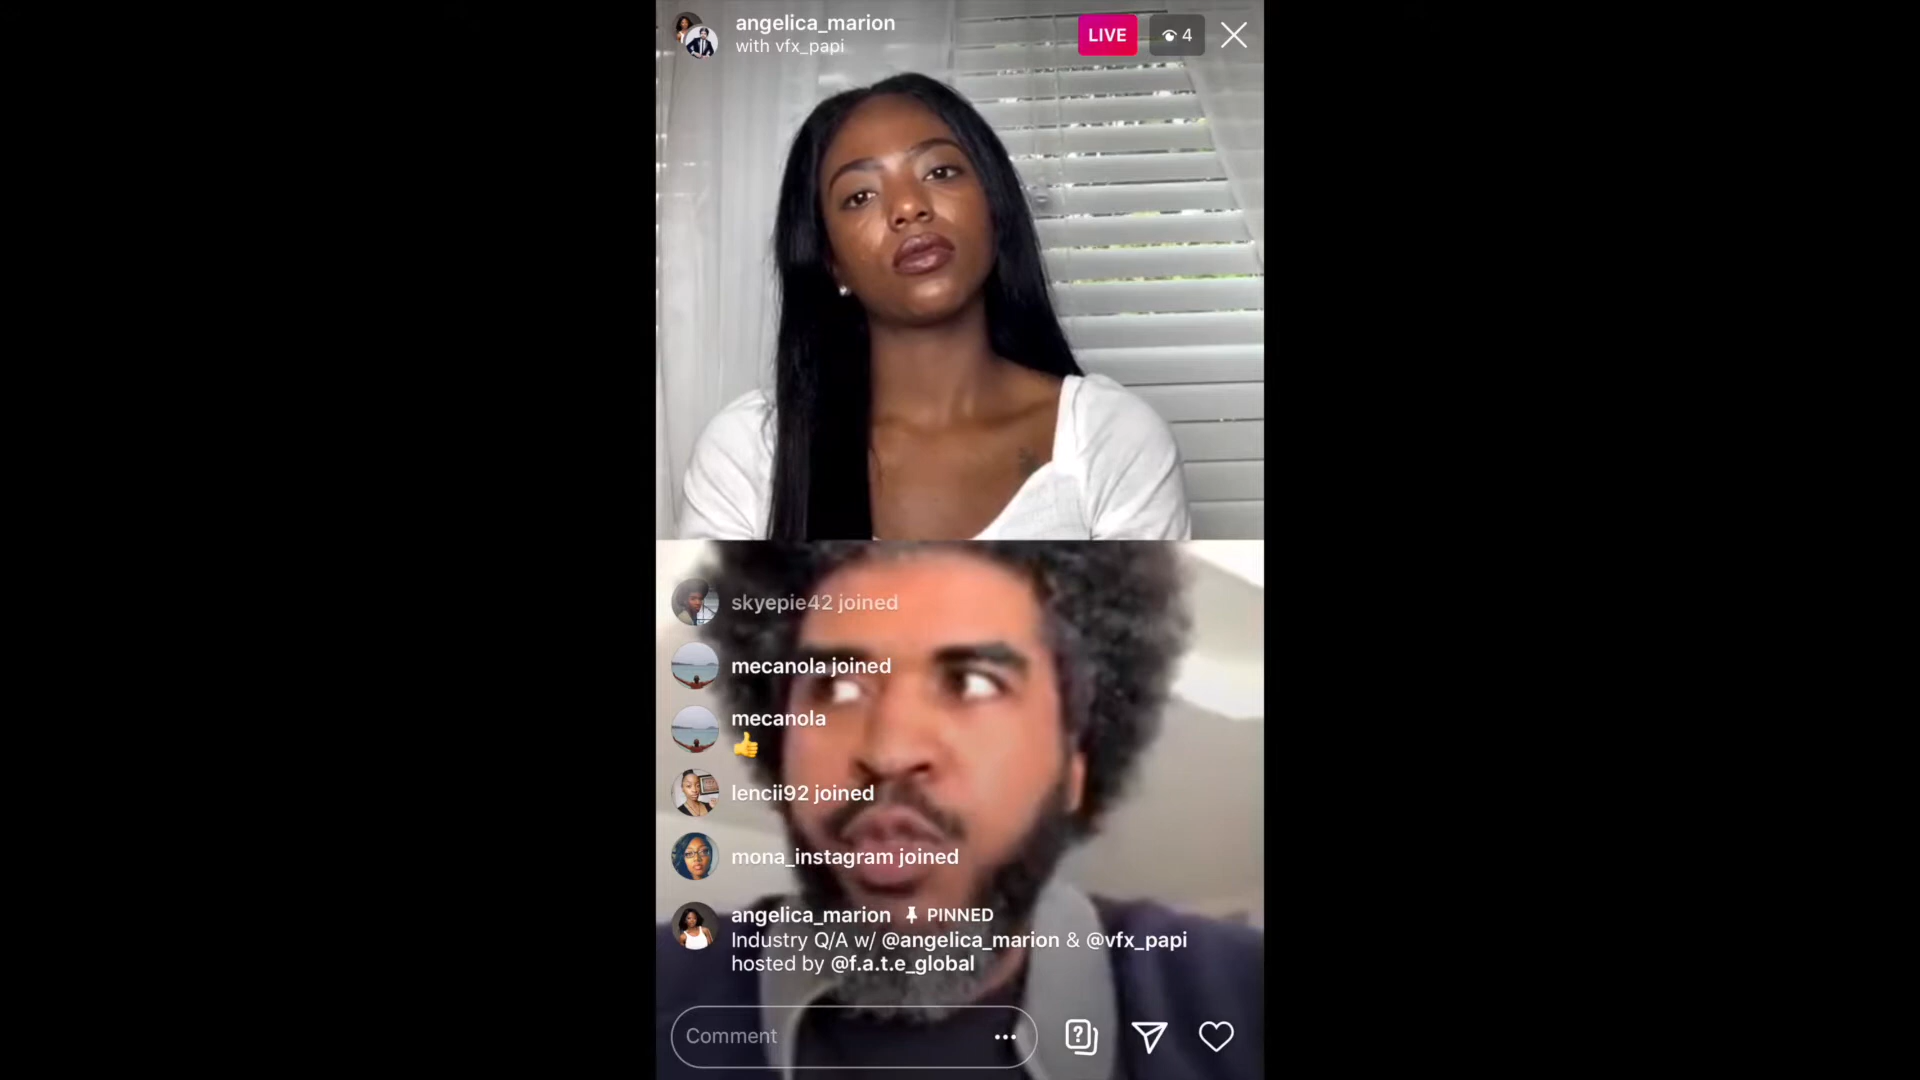 angelica_marion
with vfx_papi
LIVE
4
skyepie42 joined
mecanola joined
mecanola
👍
lencii92 joined
mona_instagram joined
angelica_marion PINNED
Industry Q/A w/ @angelica_marion & @vfx_papi
hosted by @f.a.t.e_global
Comment